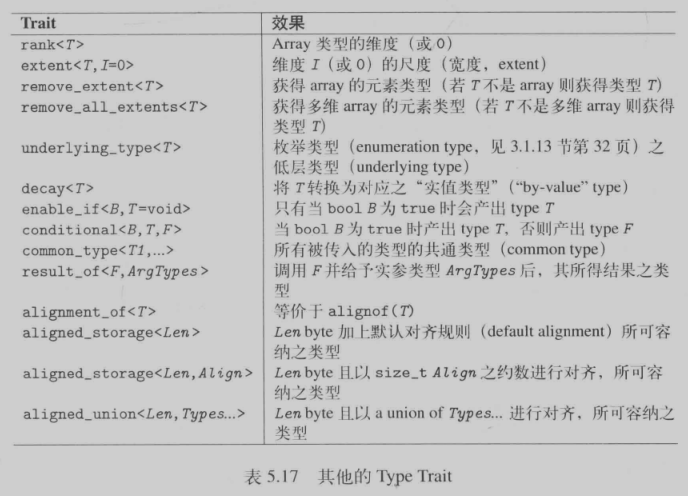 Trait 效果
rank<T> Array 类型的维度（或 0）
extent<T,I=0> 维度 I（或 0）的尺度（宽度，extent）
remove_extent<T> 获得 array 的元素类型（若 T 不是 array 则获得类型 T）
remove_all_extents<T> 获得多维 array 的元素类型（若 T 不是多维 array 则获得
类型 T）
underlying_type<T> 枚举类型（enumeration type，见 3.1.13 节第 32 页）之
低层类型（underlying type）
decay<T> 将 T 转换为对应之“实值类型”（“by-value” type）
enable_if<B,T=void> 只有当 bool B 为 true 时会产出 type T
conditional<B,T,F> 当 bool B 为 true 时产出 type T，否则产出 type F
common_type<T1,...> 所有被传入的类型的共通类型（common type）
result_of<F,ArgTypes> 调用 F 并给予实参类型 ArgTypes 后，其所得结果之类
型
alignment_of<T> 等价于 alignof(T)
aligned_storage<Len> Len byte 加上默认对齐规则（default alignment）所可容
纳之类型
aligned_storage<Len,Align> Len byte 且以 size_t Align 之约数进行对齐，所可容
纳之类型
aligned_union<Len,Types...> Len byte 且以 a union of Types... 进行对齐，所可容纳之
类型
表 5.17 其他的 Type Trait